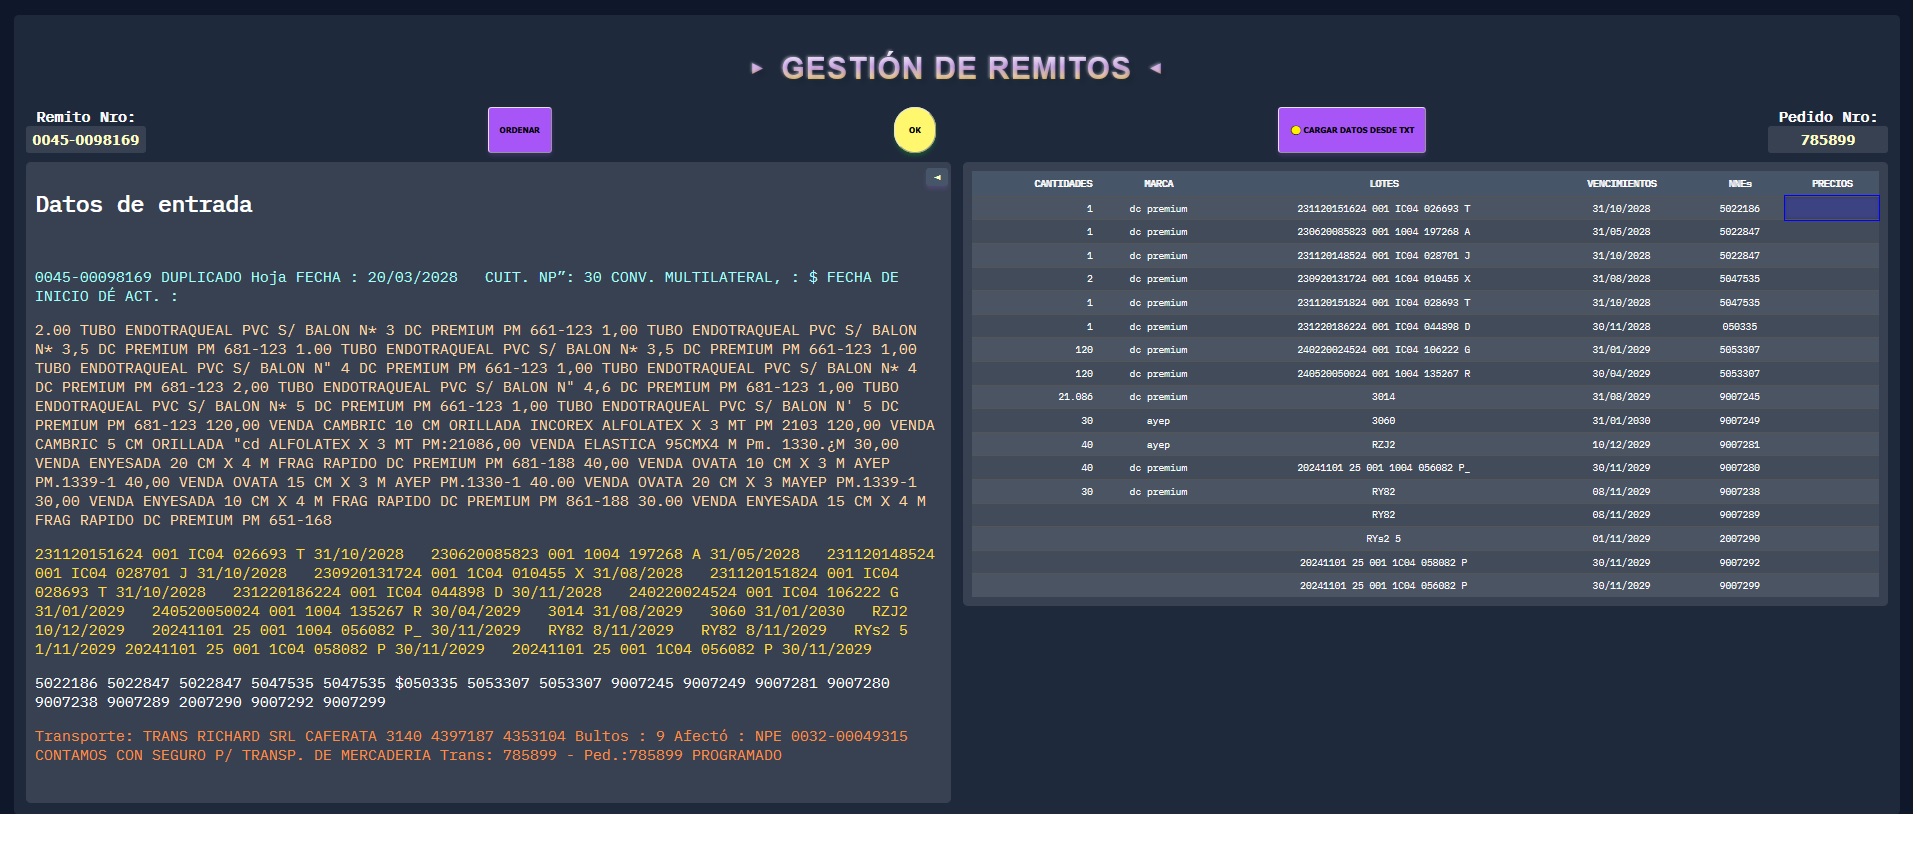 ► GESTIÓN DE REMITOS ◄
Remito Nro:
0045-0098169
ORDENAR
OK
CARGAR DATOS DESDE TXT
Pedido Nro:
785899
◄
Datos de entrada
0045-00098169 DUPLICADO Hoja FECHA : 20/03/2028 CUIT. NP”: 30 CONV. MULTILATERAL, : $ FECHA DE
INICIO DÉ ACT. :
2.00 TUBO ENDOTRAQUEAL PVC S/ BALON N* 3 DC PREMIUM PM 661-123 1,00 TUBO ENDOTRAQUEAL PVC S/ BALON
N* 3,5 DC PREMIUM PM 681-123 1.00 TUBO ENDOTRAQUEAL PVC S/ BALON N* 3,5 DC PREMIUM PM 661-123 1,00
TUBO ENDOTRAQUEAL PVC S/ BALON N" 4 DC PREMIUM PM 661-123 1,00 TUBO ENDOTRAQUEAL PVC S/ BALON N* 4
DC PREMIUM PM 681-123 2,00 TUBO ENDOTRAQUEAL PVC S/ BALON N" 4,6 DC PREMIUM PM 681-123 1,00 TUBO
ENDOTRAQUEAL PVC S/ BALON N* 5 DC PREMIUM PM 661-123 1,00 TUBO ENDOTRAQUEAL PVC S/ BALON N' 5 DC
PREMIUM PM 681-123 120,00 VENDA CAMBRIC 10 CM ORILLADA INCOREX ALFOLATEX X 3 MT PM 2103 120,00 VENDA
CAMBRIC 5 CM ORILLADA "cd ALFOLATEX X 3 MT PM:21086,00 VENDA ELASTICA 95CMX4 M Pm. 1330.¿M 30,00
VENDA ENYESADA 20 CM X 4 M FRAG RAPIDO DC PREMIUM PM 681-188 40,00 VENDA OVATA 10 CM X 3 M AYEP
PM.1339-1 40,00 VENDA OVATA 15 CM X 3 M AYEP PM.1330-1 40.00 VENDA OVATA 20 CM X 3 MAYEP PM.1339-1
30,00 VENDA ENYESADA 10 CM X 4 M FRAG RAPIDO DC PREMIUM PM 861-188 30.00 VENDA ENYESADA 15 CM X 4 M
FRAG RAPIDO DC PREMIUM PM 651-168
231120151624 001 IC04 026693 T 31/10/2028 230620085823 001 1004 197268 A 31/05/2028 231120148524
001 IC04 028701 J 31/10/2028 230920131724 001 1C04 010455 X 31/08/2028 231120151824 001 IC04
028693 T 31/10/2028 231220186224 001 IC04 044898 D 30/11/2028 240220024524 001 IC04 106222 G
31/01/2029 240520050024 001 1004 135267 R 30/04/2029 3014 31/08/2029 3060 31/01/2030 RZJ2
10/12/2029 20241101 25 001 1004 056082 P_ 30/11/2029 RY82 8/11/2029 RY82 8/11/2029 RYs2 5
1/11/2029 20241101 25 001 1C04 058082 P 30/11/2029 20241101 25 001 1C04 056082 P 30/11/2029
5022186 5022847 5022847 5047535 5047535 $050335 5053307 5053307 9007245 9007249 9007281 9007280
9007238 9007289 2007290 9007292 9007299
Transporte: TRANS RICHARD SRL CAFERATA 3140 4397187 4353104 Bultos : 9 Afectó : NPE 0032-00049315
CONTAMOS CON SEGURO P/ TRANSP. DE MERCADERIA Trans: 785899 - Ped.:785899 PROGRAMADO
CANTIDADES MARCA LOTES VENCIMIENTOS NNEs PRECIOS
1 dc premium 231120151624 001 IC04 026693 T 31/10/2028 5022186
1 dc premium 230620085823 001 1004 197268 A 31/05/2028 5022847
1 dc premium 231120148524 001 IC04 028701 J 31/10/2028 5022847
2 dc premium 230920131724 001 1C04 010455 X 31/08/2028 5047535
1 dc premium 231120151824 001 IC04 028693 T 31/10/2028 5047535
1 dc premium 231220186224 001 IC04 044898 D 30/11/2028 050335
120 dc premium 240220024524 001 IC04 106222 G 31/01/2029 5053307
120 dc premium 240520050024 001 1004 135267 R 30/04/2029 5053307
21.086 dc premium 3014 31/08/2029 9007245
30 ayep 3060 31/01/2030 9007249
40 ayep RZJ2 10/12/2029 9007281
40 dc premium 20241101 25 001 1004 056082 P_ 30/11/2029 9007280
30 dc premium RY82 08/11/2029 9007238
RY82 08/11/2029 9007289
RYs2 5 01/11/2029 2007290
20241101 25 001 1C04 058082 P 30/11/2029 9007292
20241101 25 001 1C04 056082 P 30/11/2029 9007299